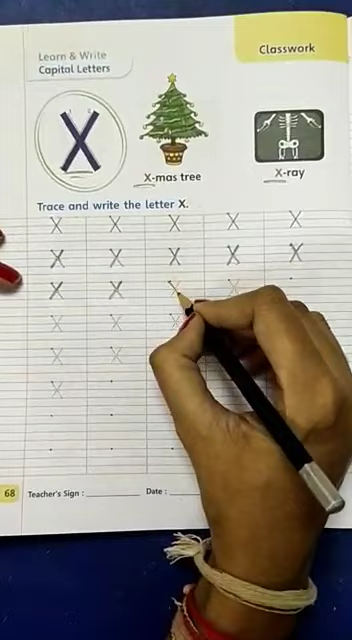 Learn & Write
Capital Letters
Classwork
X
X-mas tree
X-ray
Trace and write the letter X.
X X X X X
X X X X X
X X X X
X X X
X X
X
68 Teacher's Sign : Date :